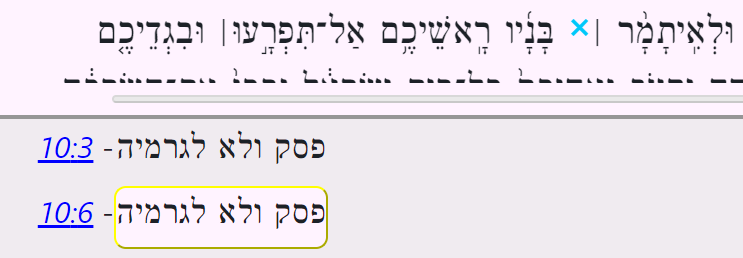 וּלְאִֽיתָמָ֨ר | × בָּנָ֜יו רָֽאשֵׁיכֶ֥ם אַל־תִּפְרָ֣עוּ| וּבִגְדֵיכֶ֤ם
פסק ולא לגרמיה- 10:3
פסק ולא לגרמיה- 10:6